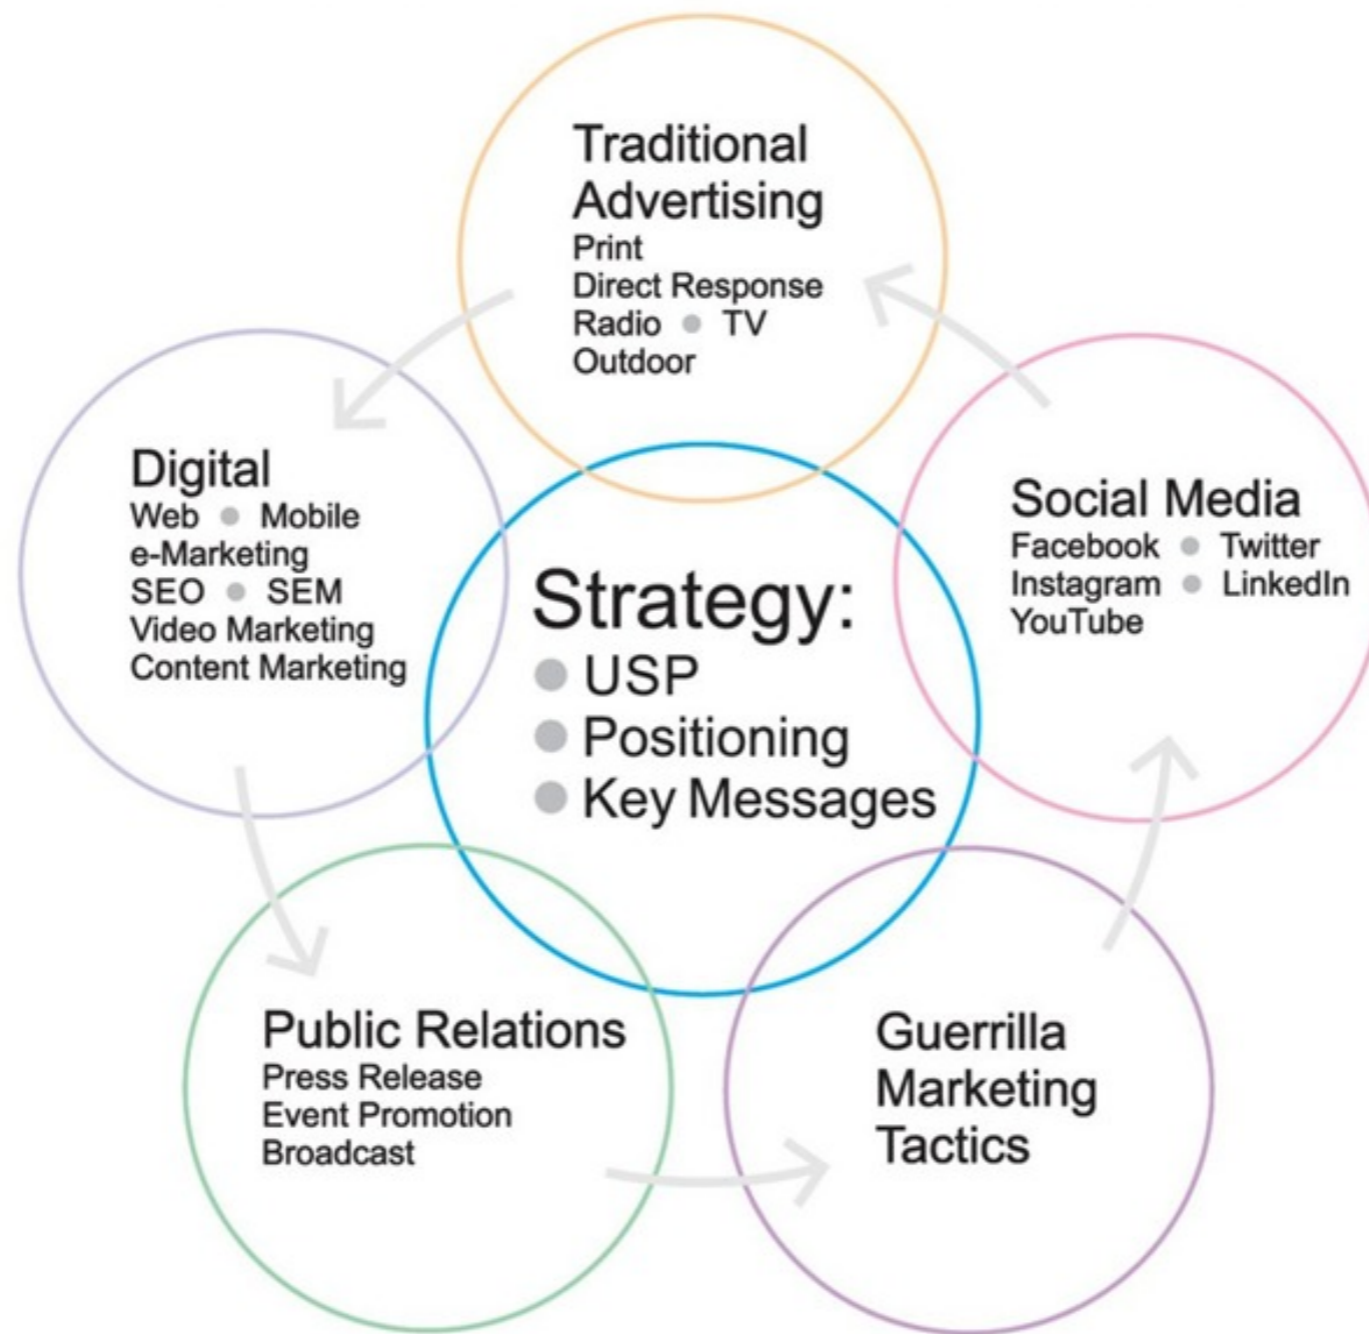 Traditional
Advertising
Print
Direct Response
Radio ● TV
Outdoor
Digital
Web ● Mobile
e-Marketing
SEO ● SEM
Video Marketing
Content Marketing
Strategy:
● USP
● Positioning
● Key Messages
Social Media
Facebook ● Twitter
Instagram ● LinkedIn
YouTube
Public Relations
Press Release
Event Promotion
Broadcast
Guerrilla
Marketing
Tactics